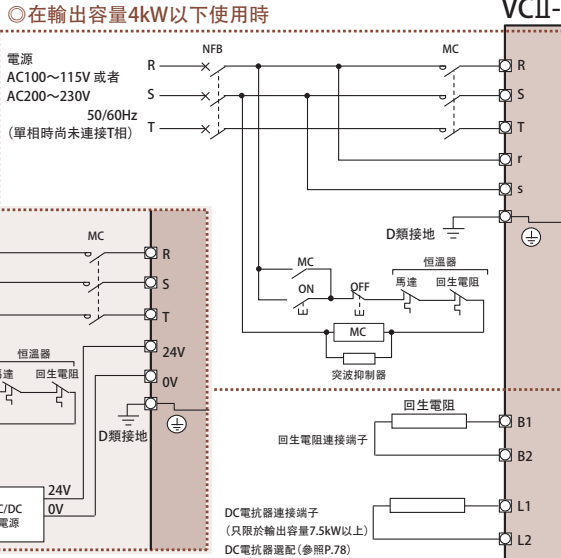 ◎在輸出容量4kW以下使用時
VCⅡ-
電源
AC100～115V 或者
AC200～230V
50/60Hz
（單相時尚未連接T相）
NFB
MC
R
S
T
R
S
T
r
s
D類接地
MC
ON
OFF
恒溫器
馬達
回生電阻
MC
突波抑制器
MC
R
S
T
24V
0V
恒溫器
達
回生電阻
D類接地
24V
0V
C/DC
電源
回生電阻
回生電阻連接端子
B1
B2
DC電抗器連接端子
（只限於輸出容量7.5kW以上）
DC電抗器選配（參照P.78）
L1
L2